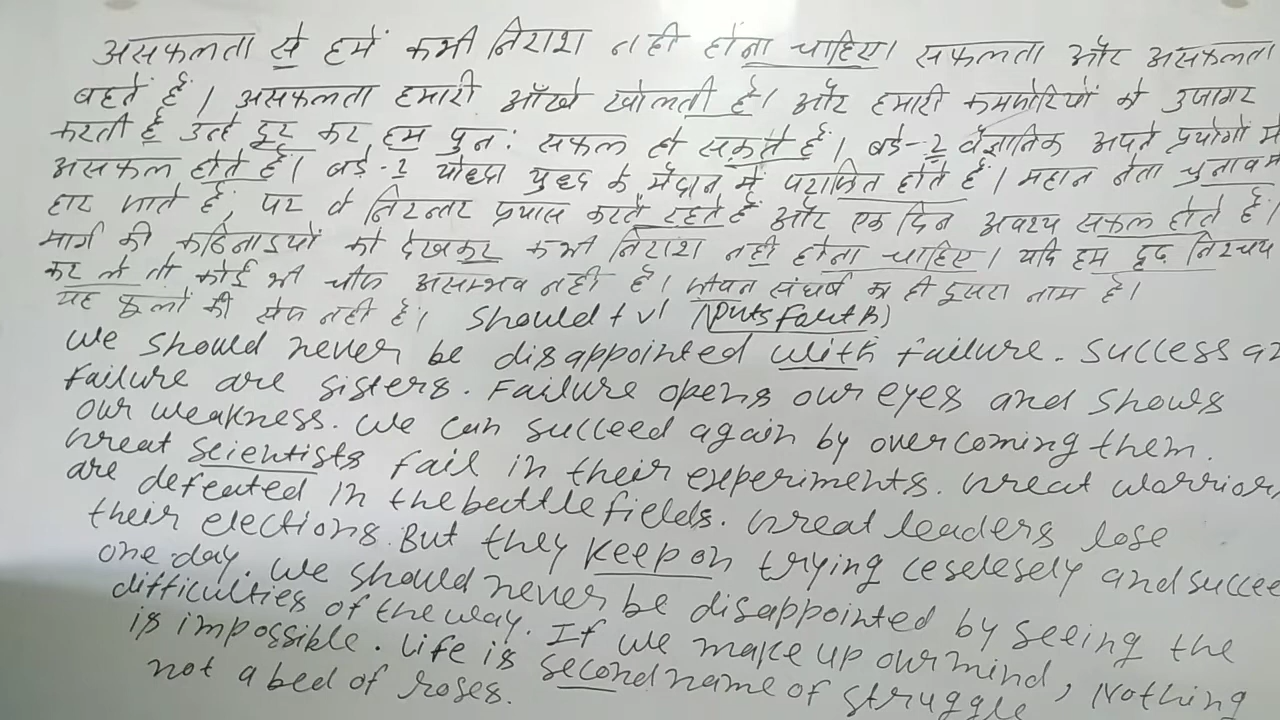 असफलता से हमें कभी निराश नही होना चाहिए। सफलता और असफलता
बहने हैं। असफलता हमारी आँखे खोलती है। और हमारी कमजोरियों को उजागर
करती है उन्हे दूर कर हम पुन: सफल हो सकते हैं। बडे-2 वैज्ञानिक अपने प्रयोगो में
असफल होते हैं। बडे-2 योध्दा युध्द के मैदान में पराजित होते हैं। महान नेता चुनाव में
हार जाते हैं, पर वे निरन्तर प्रयास करते रहते हैं और एक दिन अवश्य सफल होते हैं।
मार्ग की कठिनाइयों को देखकर कभी निराश नही होना चाहिए। यदि हम दृढ निश्चय
कर ले तो कोई भी चीज असम्भव नही है। जीवन संघर्ष का ही दूसरा नाम है।
यह फूलों की सेज नही है। Should + V1
we should never be disappointed with failure. Success
failure are sisters. Failure opens our eyes and shows
our weakness. we can succeed again by overcoming them.
Great scientists fail in their experiments. Great warrior
are defeated in the battle fields. Great leaders lose
their elections. But they keep on trying ceselesely and succee
one day. We should never be disappointed by seeing the
difficulties of the way. If we make up our mind, Nothing
is impossible. Life is second name of struggle
not a bed of roses.